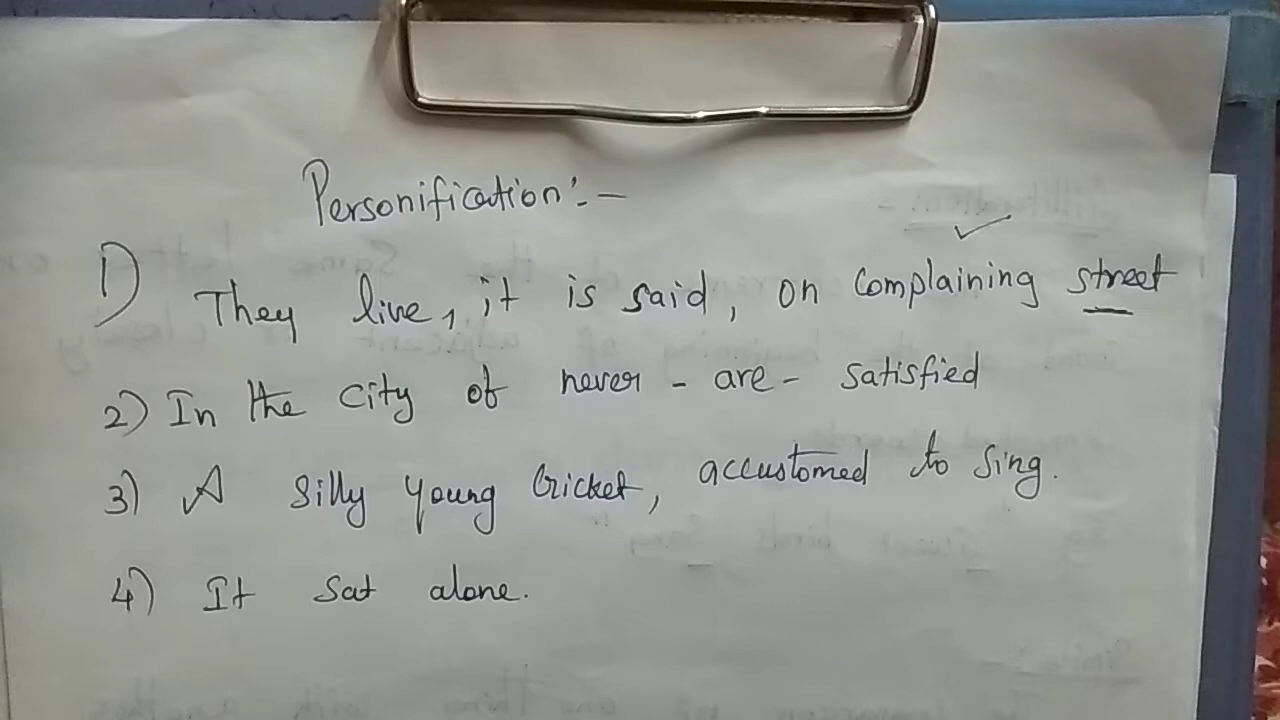 Personification:-
1) They live, it is said, on Complaining street
2) In the city of never - are - satisfied
3) A Silly young Cricket, accustomed to Sing.
4) It Sat alone.